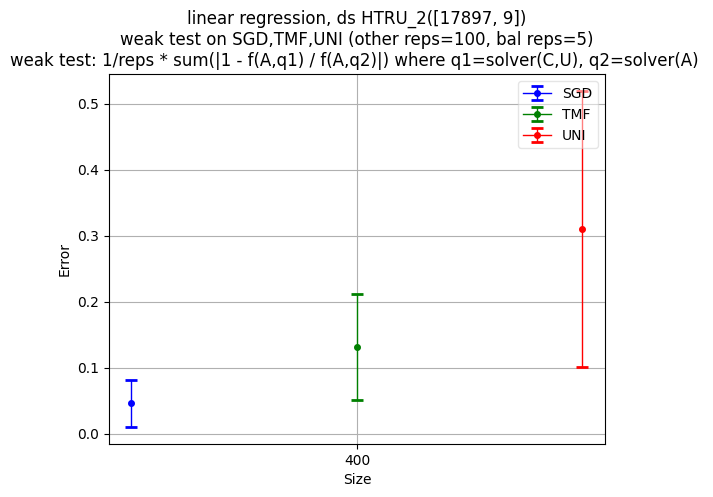 linear regression, ds HTRU_2([17897, 9])
weak test on SGD,TMF,UNI (other reps=100, bal reps=5)
weak test: 1/reps * sum(|1 - f(A,q1) / f(A,q2)|) where q1=solver(C,U), q2=solver(A)
SGD
TMF
UNI
0.5
0.4
0.3
0.2
0.1
0.0
Error
400
Size